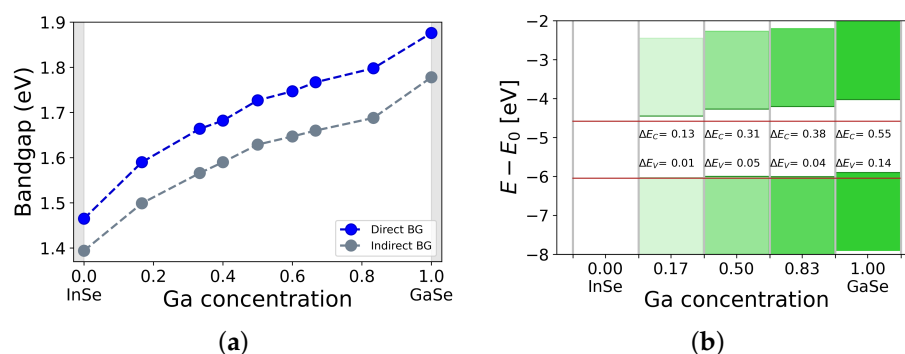 1.9
1.8
1.7
1.6
1.5
1.4
Bandgap (eV)
Direct BG
Indirect BG
0.0 0.2 0.4 0.6 0.8 1.0
InSe GaSe
Ga concentration
(a)
−2
−3
−4
−5
−6
−7
−8
E − E0 [eV]
ΔEC= 0.13 ΔEC= 0.31 ΔEC= 0.38 ΔEC= 0.55
ΔEV= 0.01 ΔEV= 0.05 ΔEV= 0.04 ΔEV= 0.14
0.00 0.17 0.50 0.83 1.00
InSe GaSe
Ga concentration
(b)